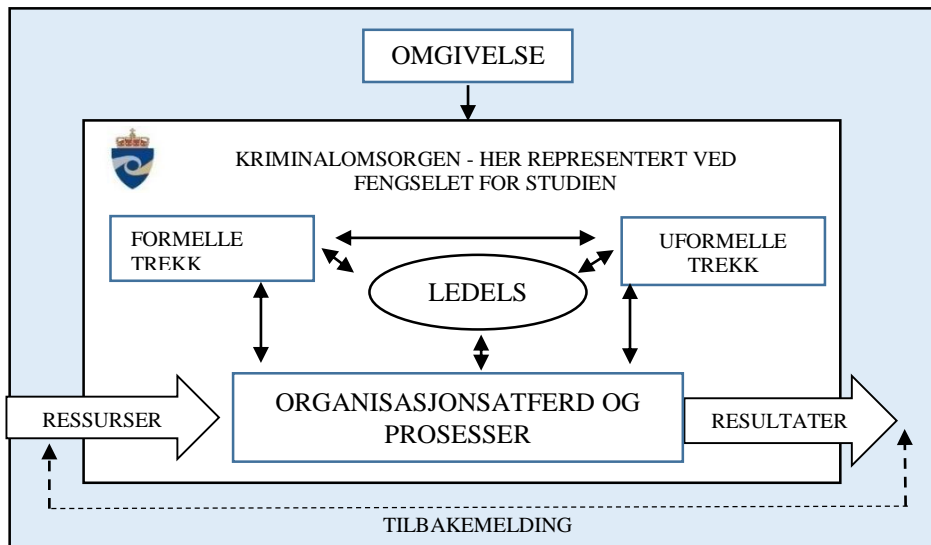 OMGIVELSE
KRIMINALOMSORGEN - HER REPRESENTERT VED
FENGSELET FOR STUDIEN
FORMELLE
TREKK
UFORMELLE
TREKK
LEDELS
ORGANISASJONSATFERD OG
PROSESSER
RESSURSER
RESULTATER
TILBAKEMELDING